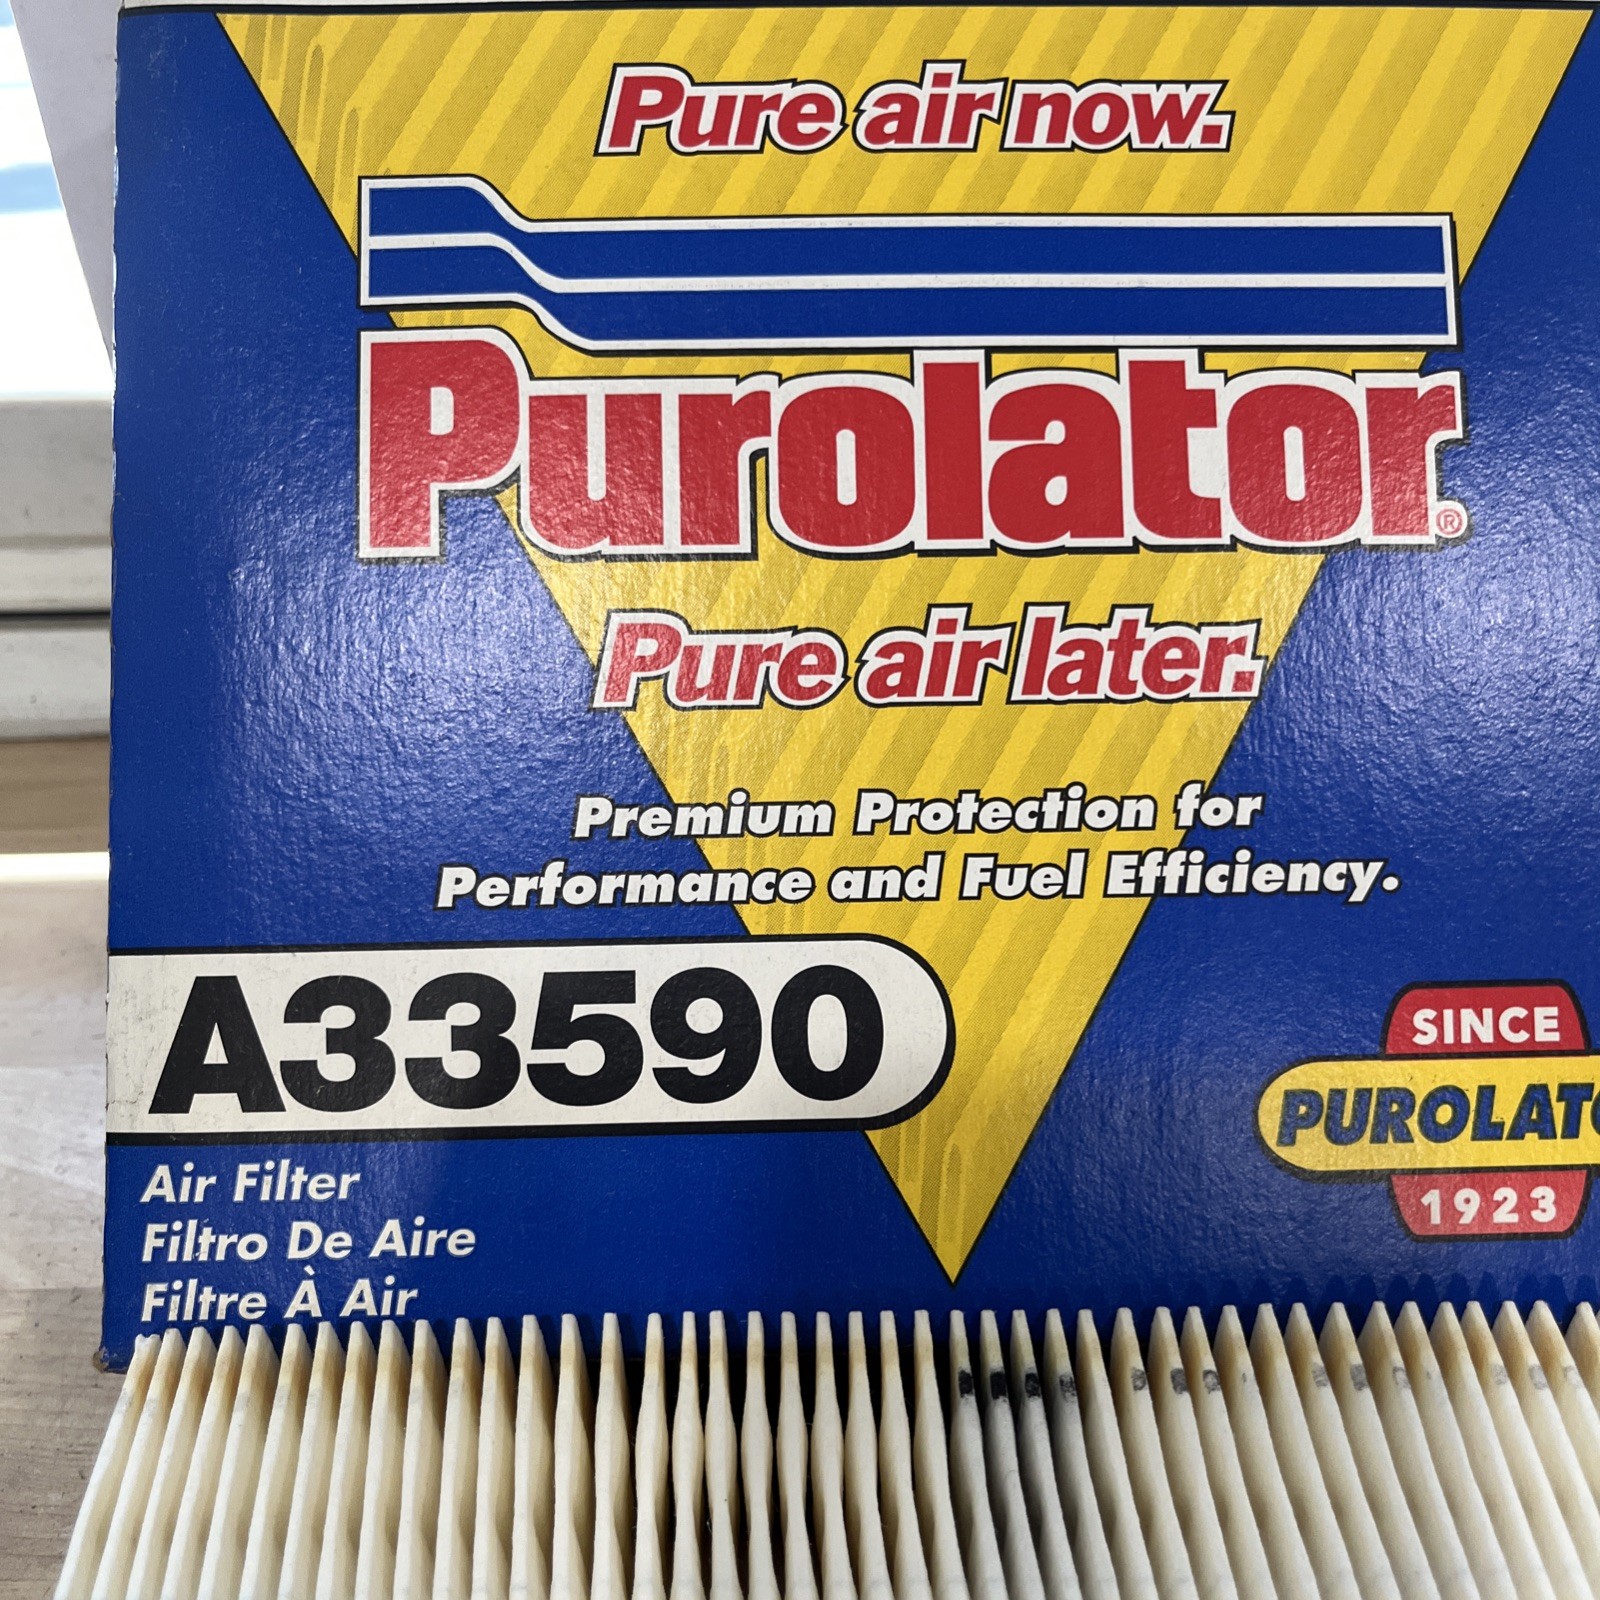 Pure air now.
Purolator®
Pure air later.
Premium Protection for
Performance and Fuel Efficiency.
A33590
Air Filter
Filtro De Aire
Filtre À Air
SINCE
PUROLATO
1923